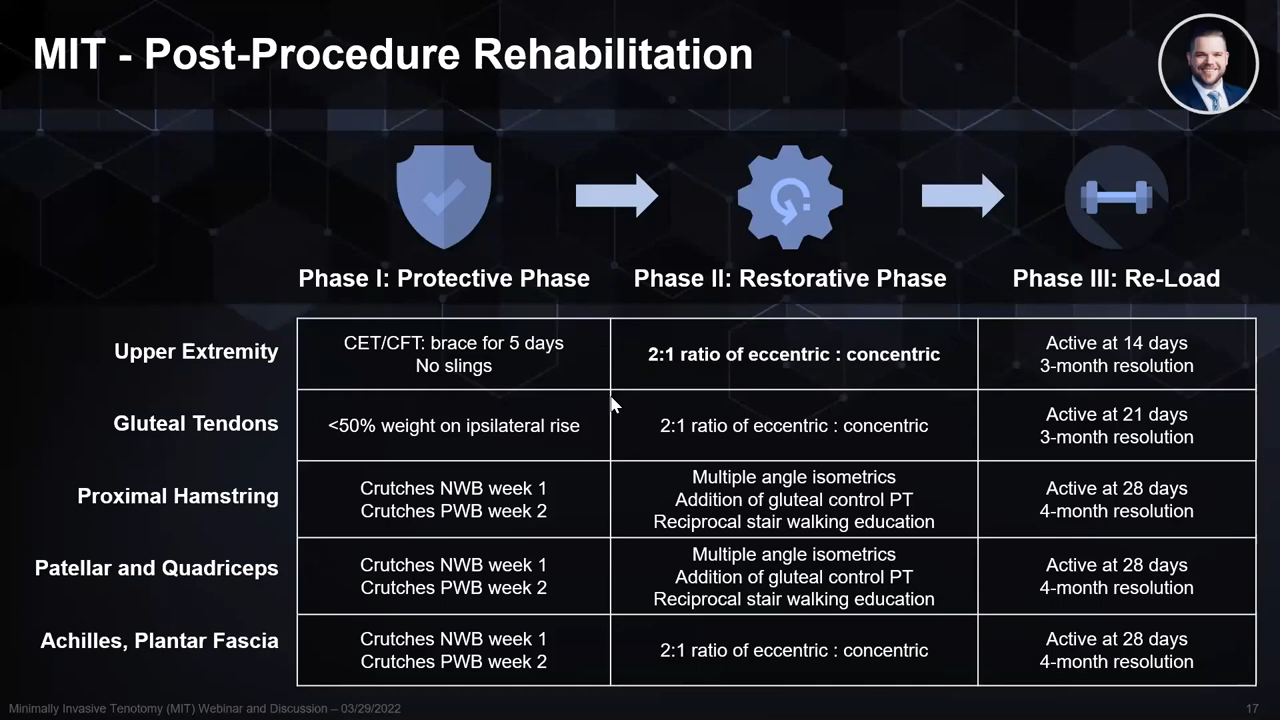 MIT - Post-Procedure Rehabilitation
Phase I: Protective Phase
Phase II: Restorative Phase
Phase III: Re-Load
Upper Extremity
CET/CFT: brace for 5 days
No slings
2:1 ratio of eccentric : concentric
Active at 14 days
3-month resolution
Gluteal Tendons
<50% weight on ipsilateral rise
2:1 ratio of eccentric : concentric
Active at 21 days
3-month resolution
Proximal Hamstring
Crutches NWB week 1
Crutches PWB week 2
Multiple angle isometrics
Addition of gluteal control PT
Reciprocal stair walking education
Active at 28 days
4-month resolution
Patellar and Quadriceps
Crutches NWB week 1
Crutches PWB week 2
Multiple angle isometrics
Addition of gluteal control PT
Reciprocal stair walking education
Active at 28 days
4-month resolution
Achilles, Plantar Fascia
Crutches NWB week 1
Crutches PWB week 2
2:1 ratio of eccentric : concentric
Active at 28 days
4-month resolution
Minimally Invasive Tenotomy (MIT) Webinar and Discussion – 03/29/2022
17